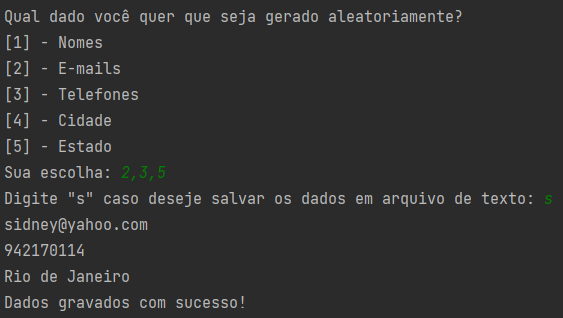 Qual dado você quer que seja gerado aleatoriamente?
[1] - Nomes
[2] - E-mails
[3] - Telefones
[4] - Cidade
[5] - Estado
Sua escolha: 2,3,5
Digite "s" caso deseje salvar os dados em arquivo de texto: s
sidney@yahoo.com
942170114
Rio de Janeiro
Dados gravados com sucesso!